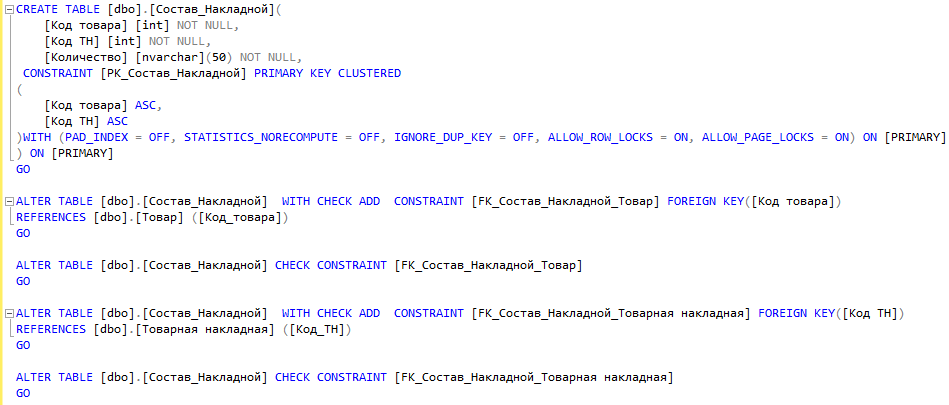 CREATE TABLE [dbo].[Состав_Накладной](
[Код товара] [int] NOT NULL,
[Код ТН] [int] NOT NULL,
[Количество] [nvarchar](50) NOT NULL,
CONSTRAINT [PK_Состав_Накладной] PRIMARY KEY CLUSTERED
(
[Код товара] ASC,
[Код ТН] ASC
)WITH (PAD_INDEX = OFF, STATISTICS_NORECOMPUTE = OFF, IGNORE_DUP_KEY = OFF, ALLOW_ROW_LOCKS = ON, ALLOW_PAGE_LOCKS = ON) ON [PRIMARY]
) ON [PRIMARY]
GO
ALTER TABLE [dbo].[Состав_Накладной]  WITH CHECK ADD  CONSTRAINT [FK_Состав_Накладной_Товар] FOREIGN KEY([Код товара])
REFERENCES [dbo].[Товар] ([Код_товара])
GO
ALTER TABLE [dbo].[Состав_Накладной] CHECK CONSTRAINT [FK_Состав_Накладной_Товар]
GO
ALTER TABLE [dbo].[Состав_Накладной]  WITH CHECK ADD  CONSTRAINT [FK_Состав_Накладной_Товарная накладная] FOREIGN KEY([Код ТН])
REFERENCES [dbo].[Товарная накладная] ([Код_ТН])
GO
ALTER TABLE [dbo].[Состав_Накладной] CHECK CONSTRAINT [FK_Состав_Накладной_Товарная накладная]
GO